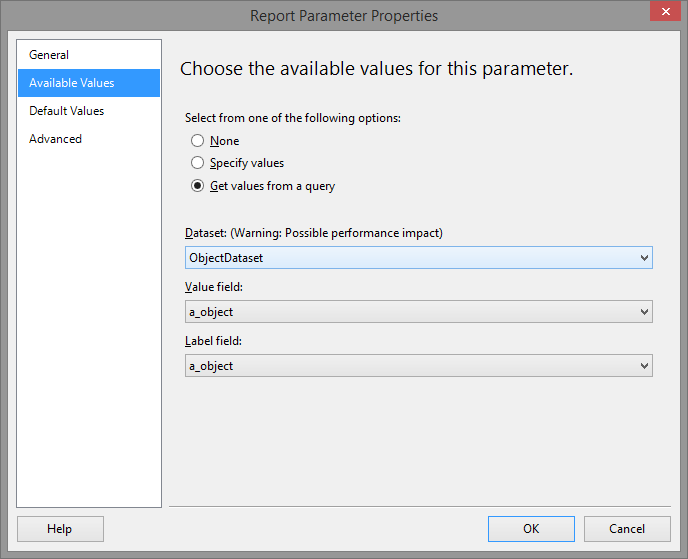 Report Parameter Properties
General
Available Values
Default Values
Advanced
Choose the available values for this parameter.
Select from one of the following options:
None
Specify values
Get values from a query
Dataset: (Warning: Possible performance impact)
ObjectDataset
Value field:
a_object
Label field:
a_object
Help
OK
Cancel